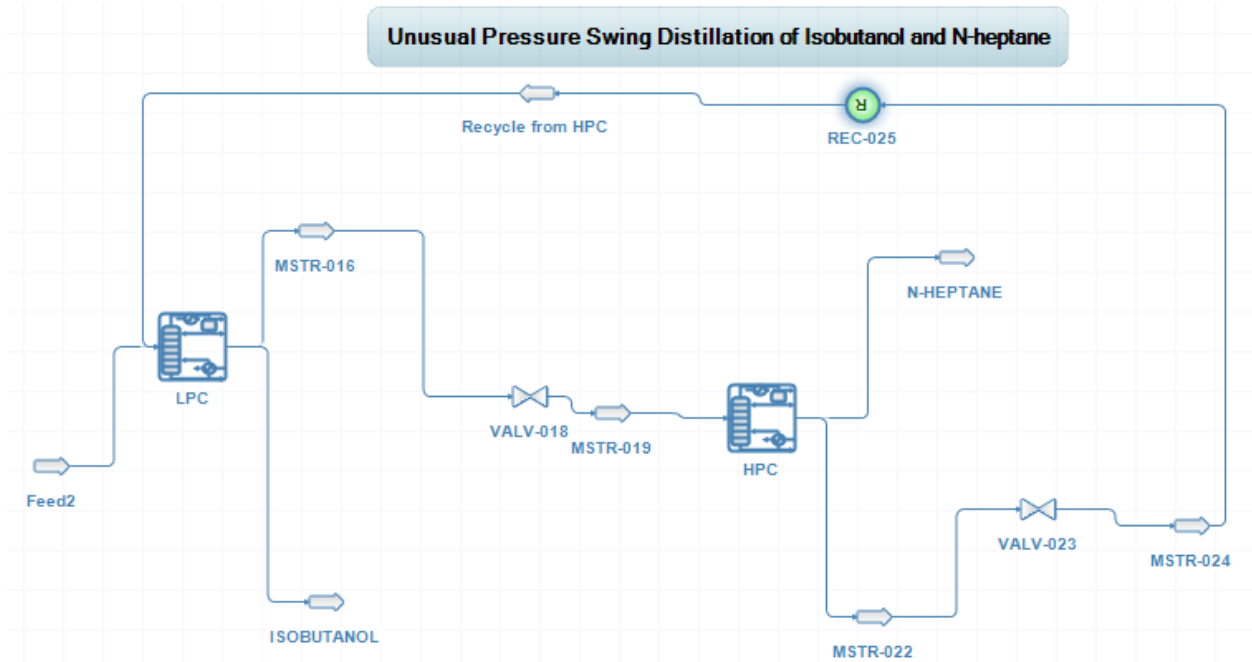 Unusual Pressure Swing Distillation of Isobutanol and N-heptane
Recycle from HPC
R
REC-025
MSTR-016
N-HEPTANE
LPC
VALV-018
MSTR-019
HPC
Feed2
VALV-023
MSTR-024
ISOBUTANOL
MSTR-022